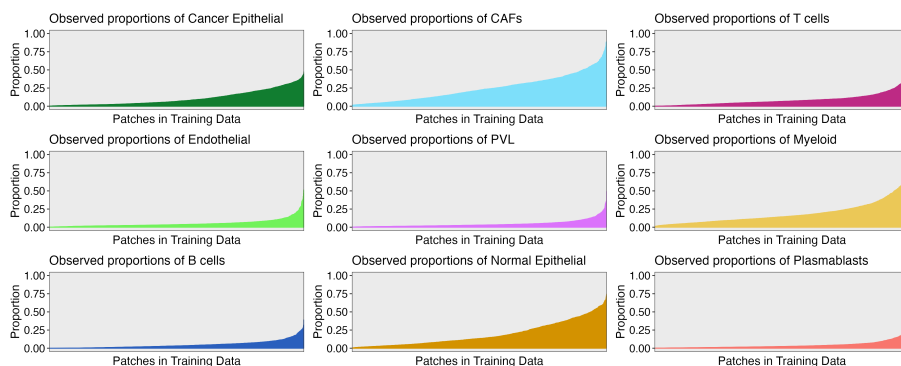 Observed proportions of Cancer Epithelial
Observed proportions of CAFs
Observed proportions of T cells
Proportion
1.00
0.75
0.50
0.25
0.00
Proportion
1.00
0.75
0.50
0.25
0.00
Proportion
1.00
0.75
0.50
0.25
0.00
Patches in Training Data
Patches in Training Data
Patches in Training Data
Observed proportions of Endothelial
Observed proportions of PVL
Observed proportions of Myeloid
Proportion
1.00
0.75
0.50
0.25
0.00
Proportion
1.00
0.75
0.50
0.25
0.00
Proportion
1.00
0.75
0.50
0.25
0.00
Patches in Training Data
Patches in Training Data
Patches in Training Data
Observed proportions of B cells
Observed proportions of Normal Epithelial
Observed proportions of Plasmablasts
Proportion
1.00
0.75
0.50
0.25
0.00
Proportion
1.00
0.75
0.50
0.25
0.00
Proportion
1.00
0.75
0.50
0.25
0.00
Patches in Training Data
Patches in Training Data
Patches in Training Data